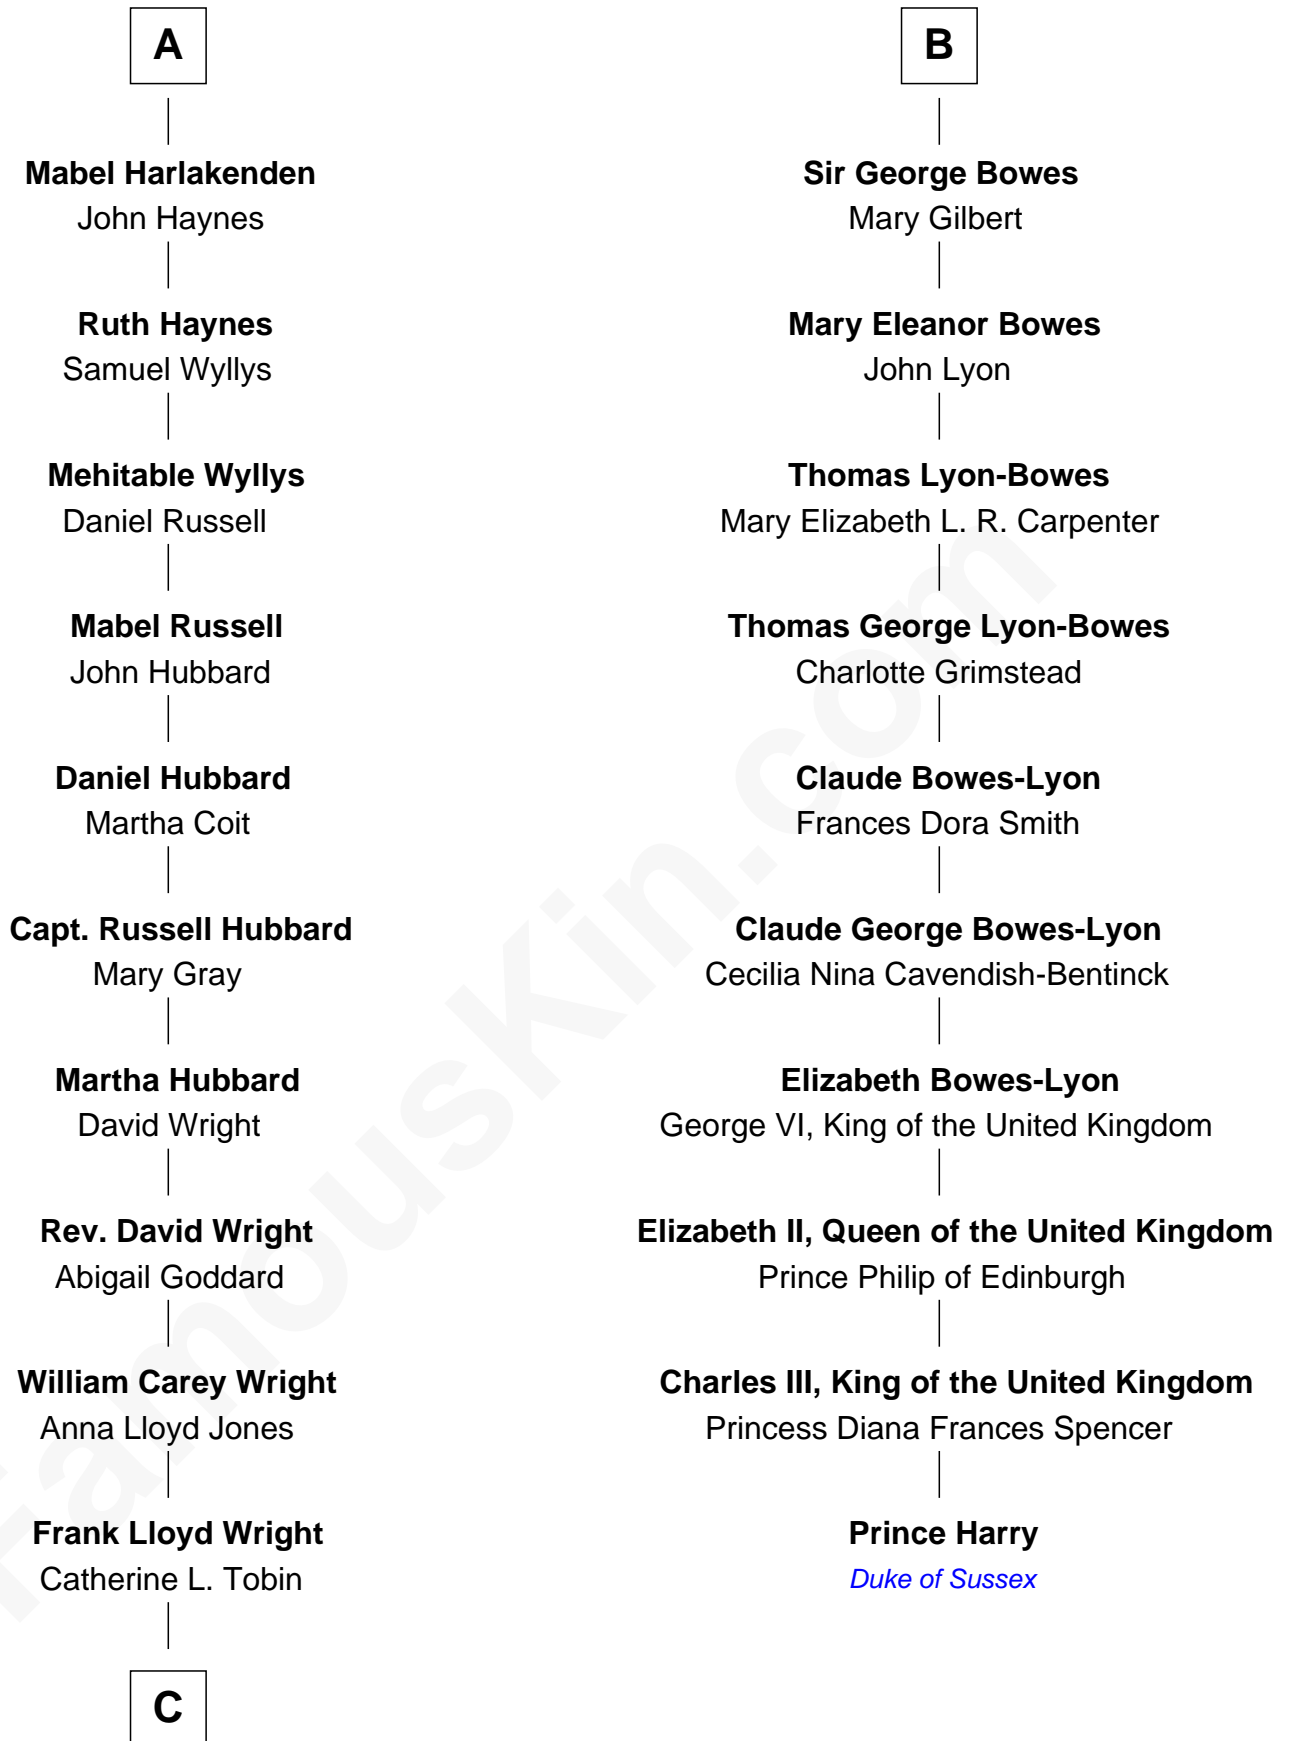 A
Mabel Harlakenden
John Haynes
Ruth Haynes
Samuel Wyllys
Mehitable Wyllys
Daniel Russell
Mabel Russell
John Hubbard
Daniel Hubbard
Martha Coit
Capt. Russell Hubbard
Mary Gray
Martha Hubbard
David Wright
Rev. David Wright
Abigail Goddard
William Carey Wright
Anna Lloyd Jones
Frank Lloyd Wright
Catherine L. Tobin
C
B
Sir George Bowes
Mary Gilbert
Mary Eleanor Bowes
John Lyon
Thomas Lyon-Bowes
Mary Elizabeth L. R. Carpenter
Thomas George Lyon-Bowes
Charlotte Grimstead
Claude Bowes-Lyon
Frances Dora Smith
Claude George Bowes-Lyon
Cecilia Nina Cavendish-Bentinck
Elizabeth Bowes-Lyon
George VI, King of the United Kingdom
Elizabeth II, Queen of the United Kingdom
Prince Philip of Edinburgh
Charles III, King of the United Kingdom
Princess Diana Frances Spencer
Prince Harry
Duke of Sussex
FamousKin.com